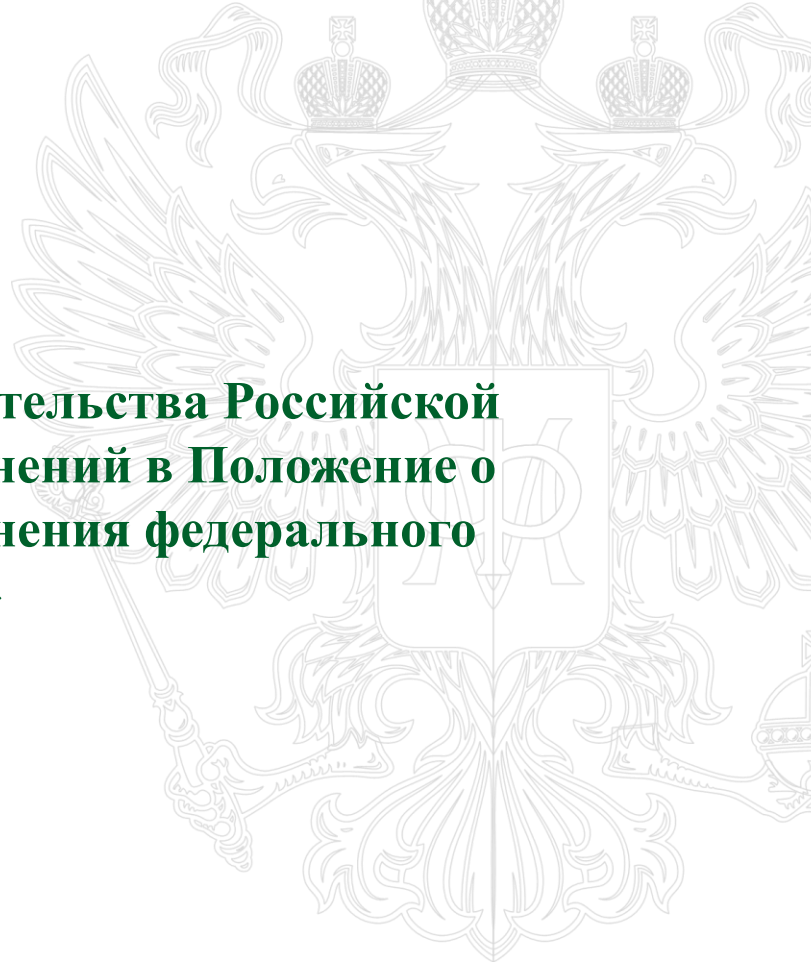 тельства Российской
нений в Положение о
нения федерального